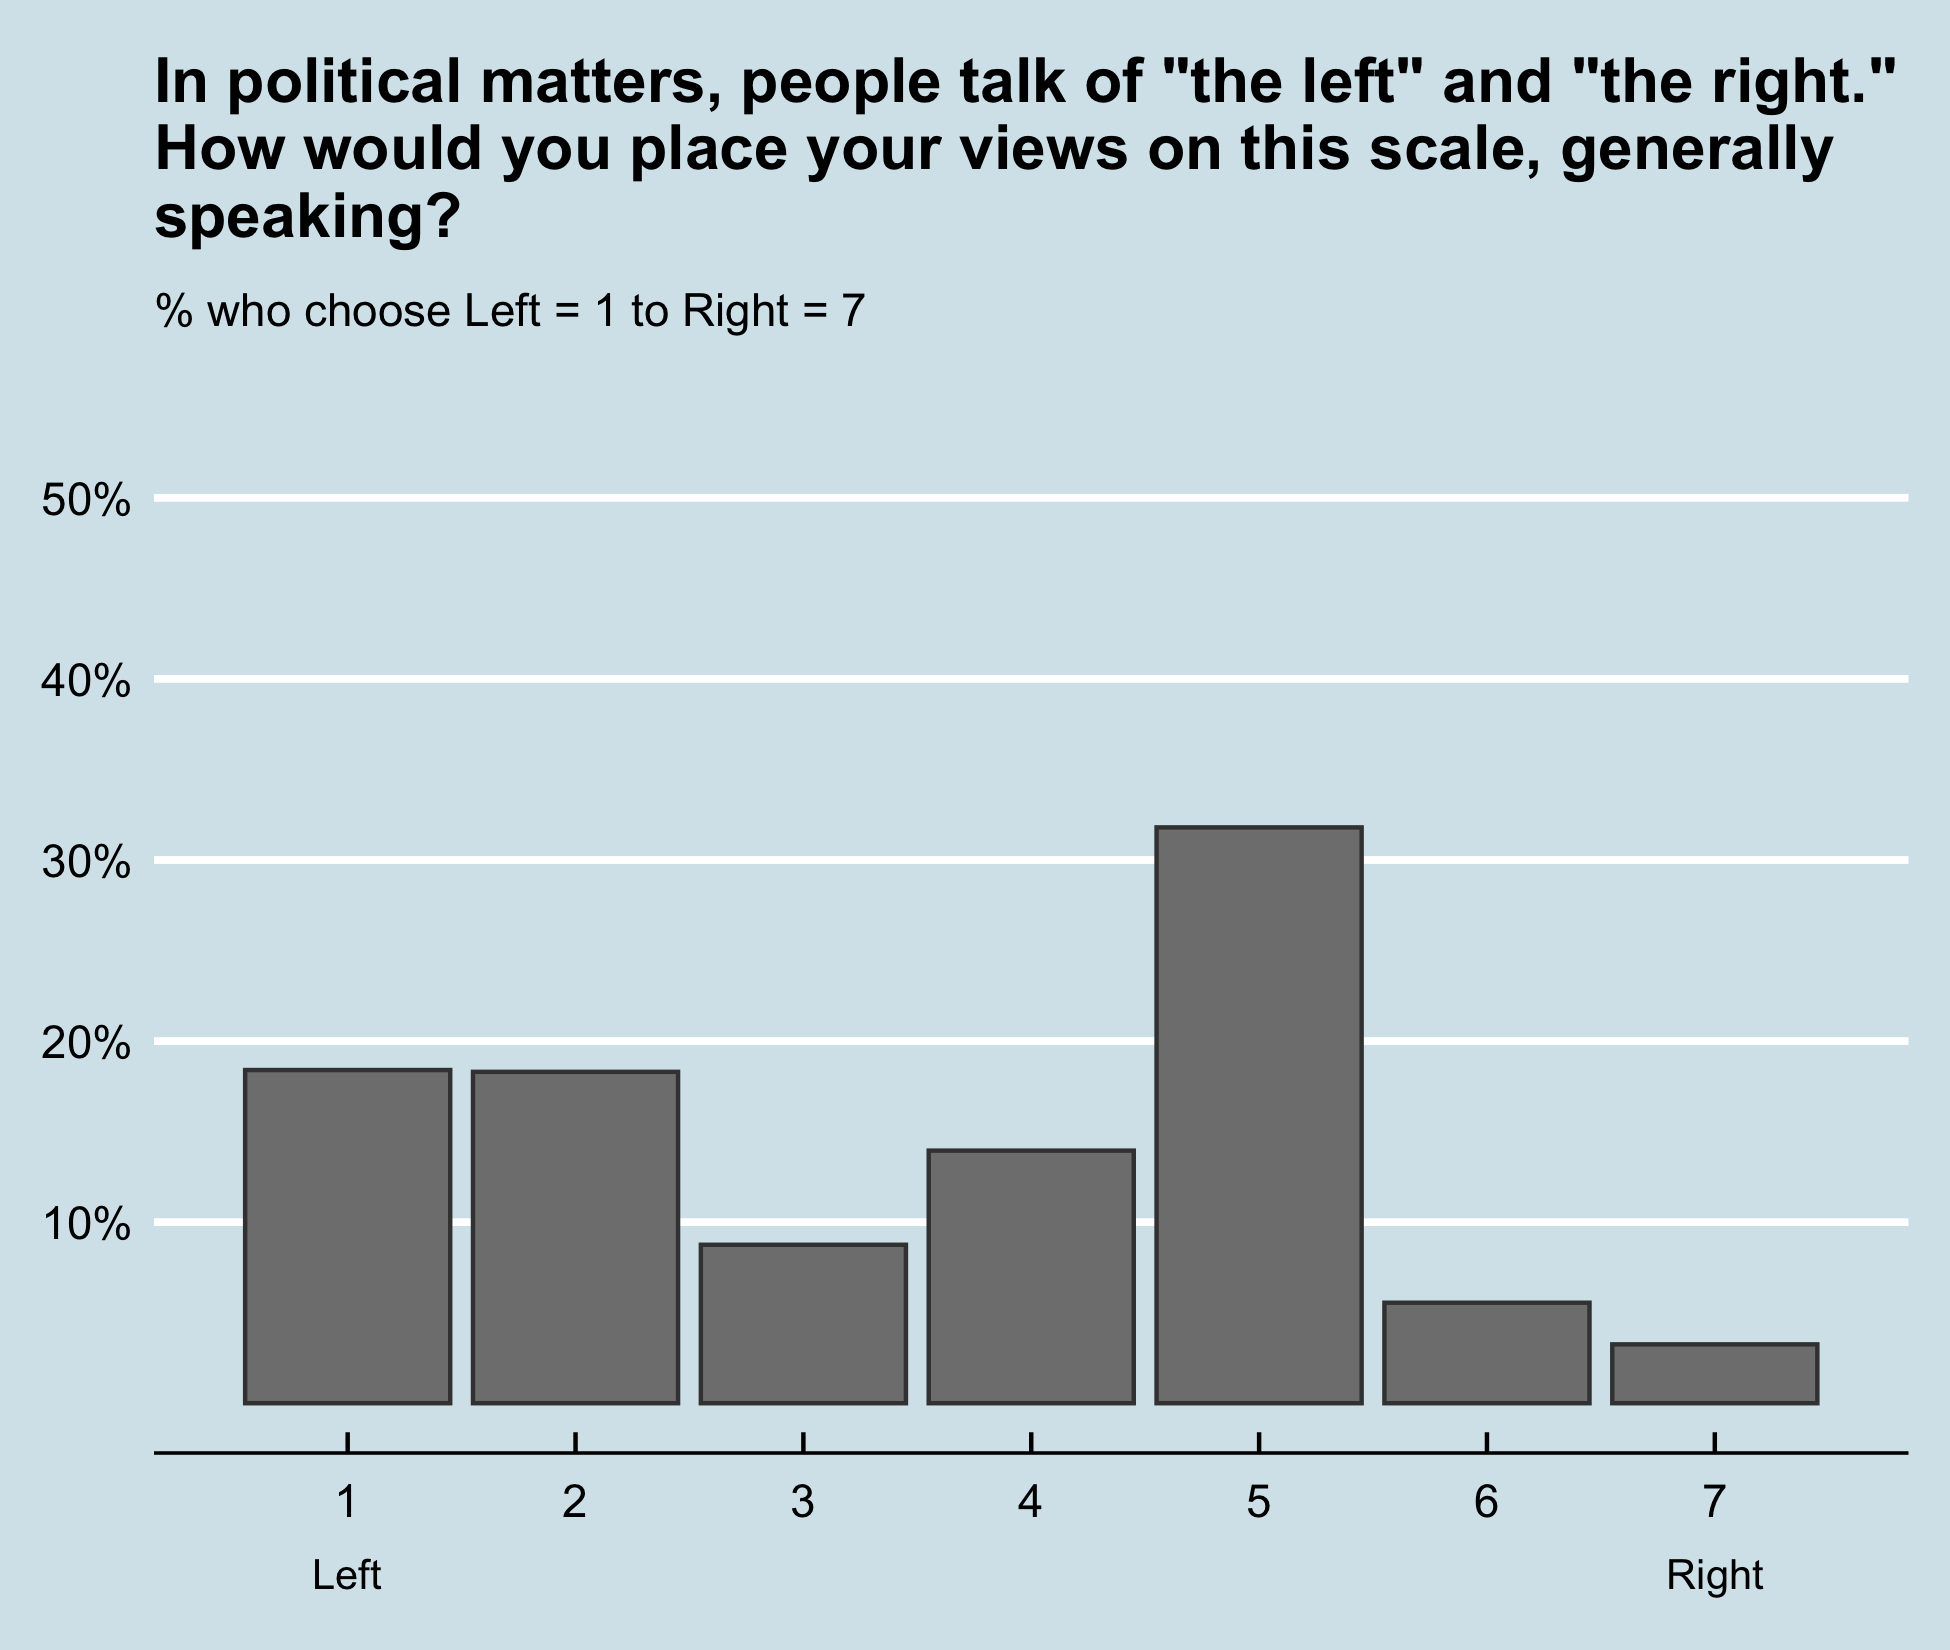 In political matters, people talk of "the left" and "the right."
How would you place your views on this scale, generally
speaking?
% who choose Left = 1 to Right = 7
50%
40%
30%
20%
10%
1 2 3 4 5 6 7
Left Right